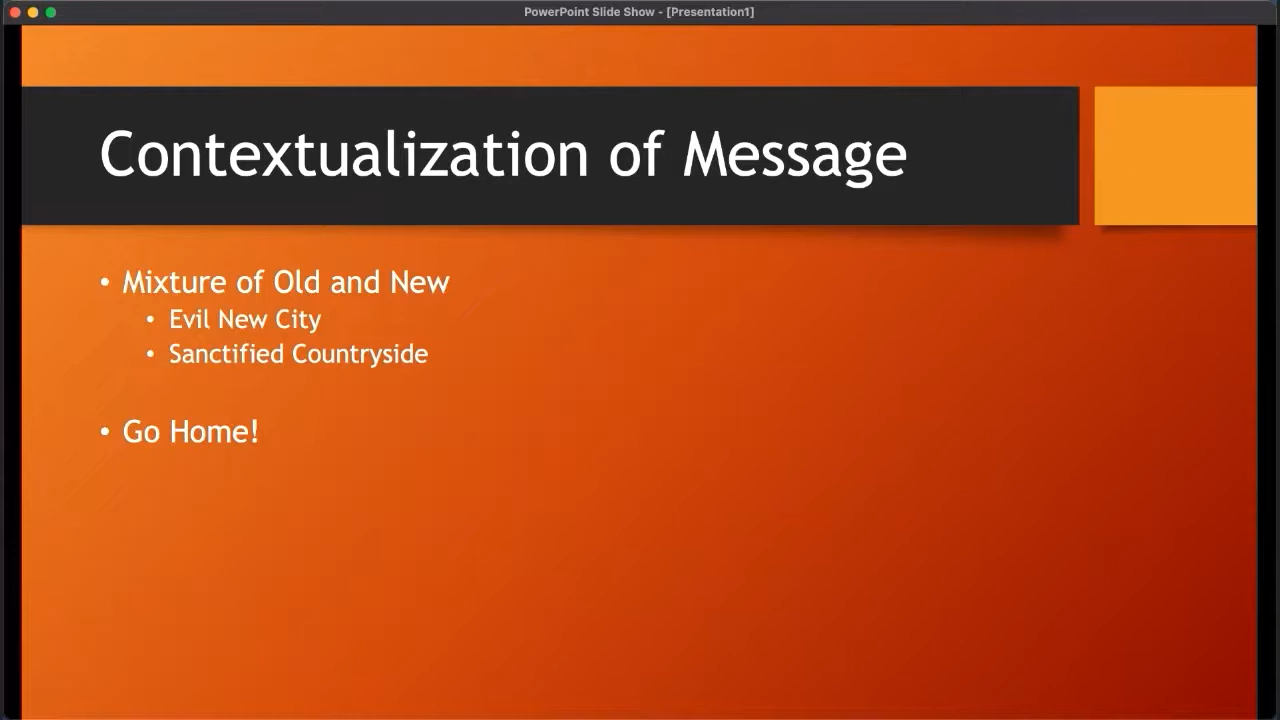 PowerPoint Slide Show - [Presentation1]
Contextualization of Message
• Mixture of Old and New
• Evil New City
• Sanctified Countryside
• Go Home!